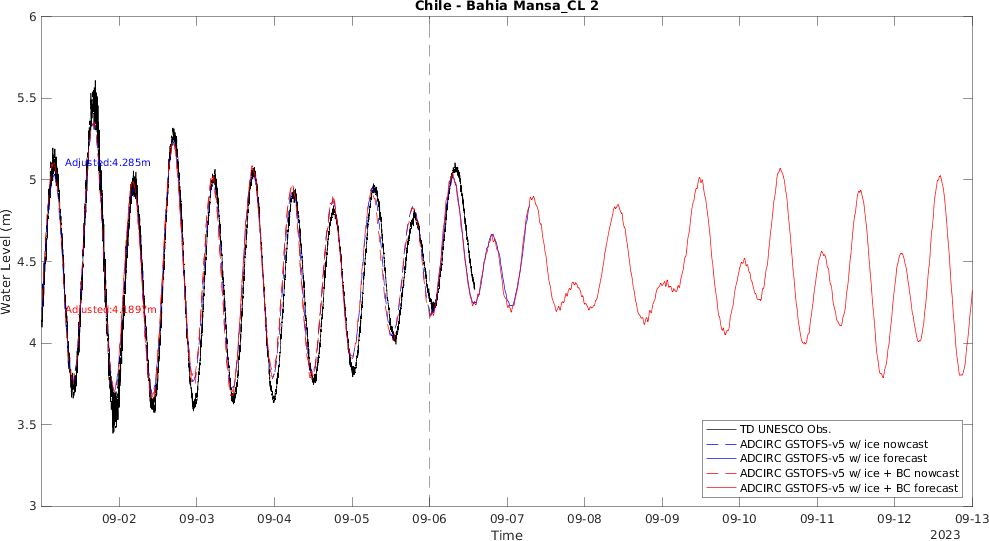 Chile - Bahia Mansa_CL 2
6
5.5
5
4.5
4
3.5
3
Water Level (m)
Adjusted:4.285m
Adjusted:4.1897m
TD UNESCO Obs.
ADCIRC GSTOFS-v5 w/ ice nowcast
ADCIRC GSTOFS-v5 w/ ice forecast
ADCIRC GSTOFS-v5 w/ ice + BC nowcast
ADCIRC GSTOFS-v5 w/ ice + BC forecast
09-02 09-03 09-04 09-05 09-06 09-07 09-08 09-09 09-10 09-11 09-12 09-13
Time
2023